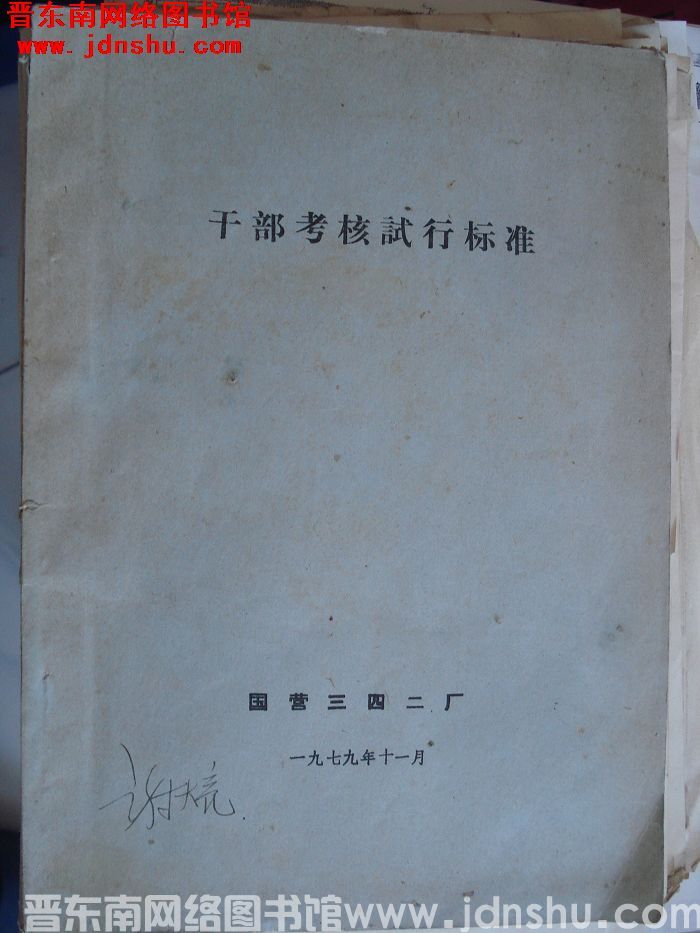 晋东南网络图书馆
www.jdnshu.com
干部考核試行标准
国营三四二厂
一九七九年十一月
晋东南网络图书馆www.jdnshu.com